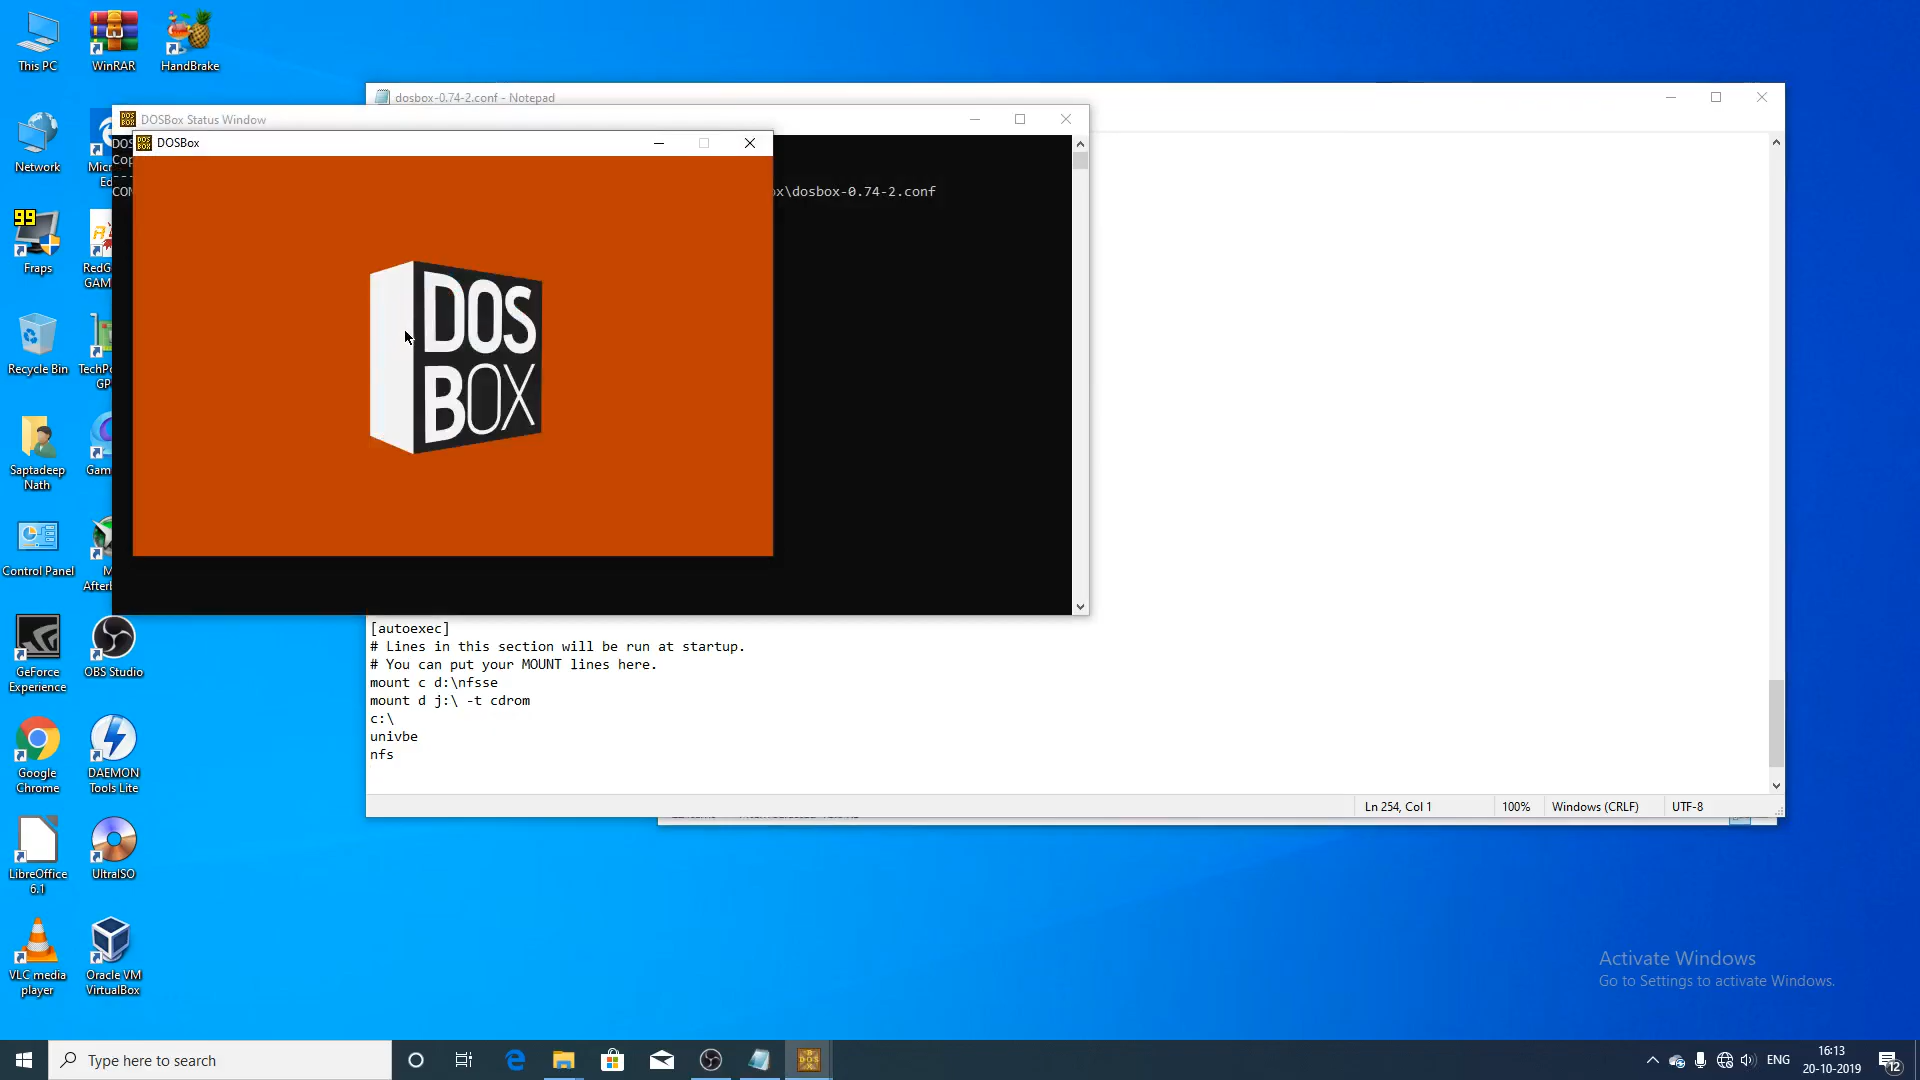 This PC
WinRAR
HandBrake
Network
99
Fraps
Recycle Bin
Saptadeep
Nath
Control Panel
GeForce
Experience
OBS Studio
Google
Chrome
DAEMON
Tools Lite
LibreOffice
6.1
UltraISO
VLC media
player
Oracle VM
VirtualBox
dosbox-0.74-2.conf - Notepad
DOSBox Status Window
DOSBox
DOS
BOX
x\dosbox-0.74-2.conf
[autoexec]
# Lines in this section will be run at startup.
# You can put your MOUNT lines here.
mount c d:\nfsse
mount d j:\ -t cdrom
c:\
univbe
nfs
Ln 254, Col 1
100%
Windows (CRLF)
UTF-8
Activate Windows
Go to Settings to activate Windows.
Type here to search
ENG
16:13
20-10-2019
12